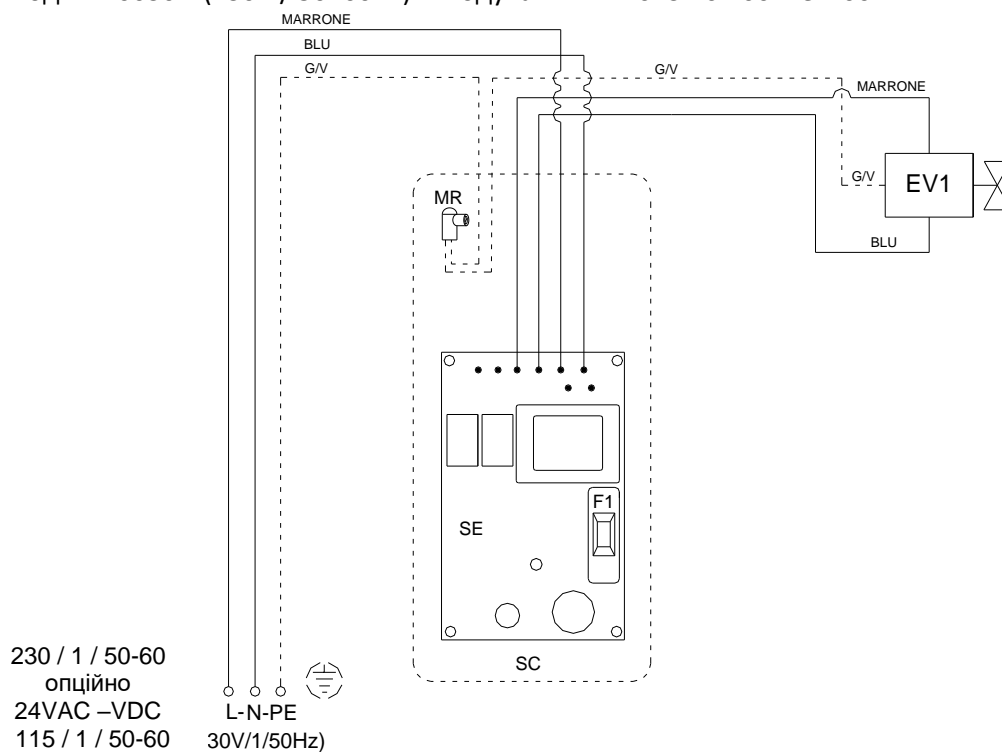 MARRONE
BLU
G/V
G/V
MARRONE
G/V
EV1
BLU
MR
F1
SE
SC
230 / 1 / 50-60
опційно
24VAC –VDC
115 / 1 / 50-60
L-N-PE
30V/1/50Hz)